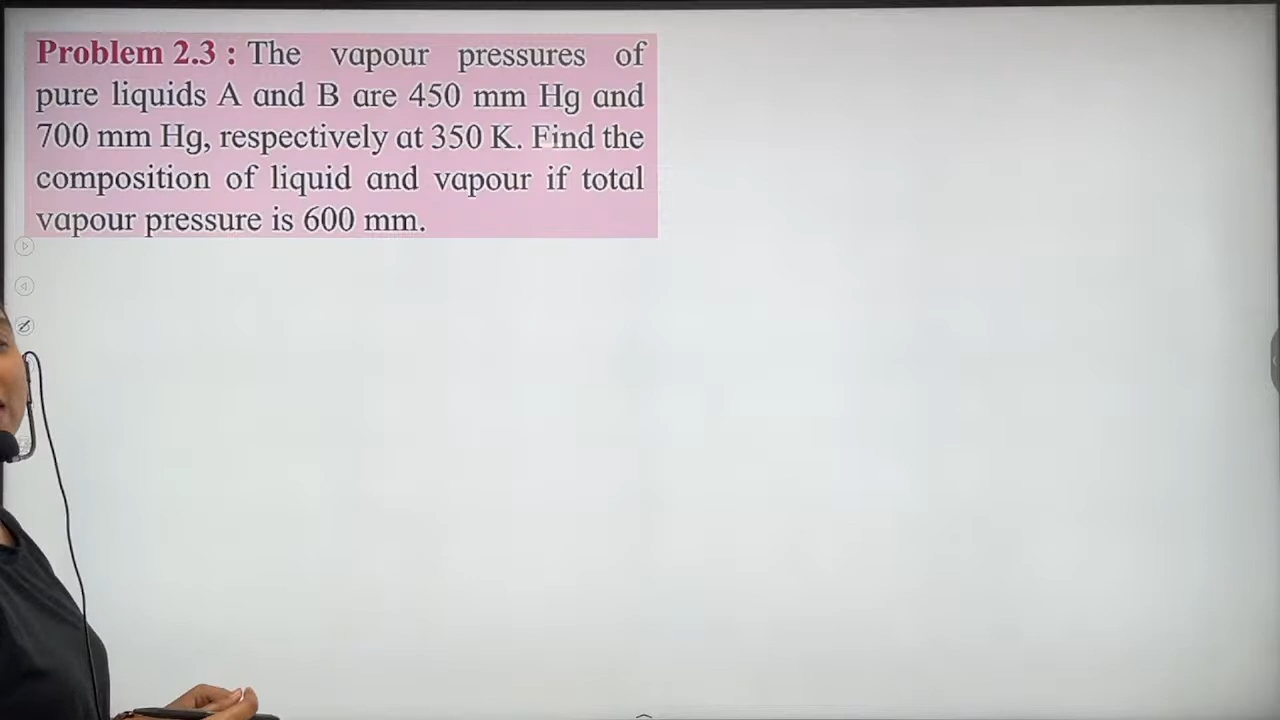 Problem 2.3 : The vapour pressures of
pure liquids A and B are 450 mm Hg and
700 mm Hg, respectively at 350 K. Find the
composition of liquid and vapour if total
vapour pressure is 600 mm.